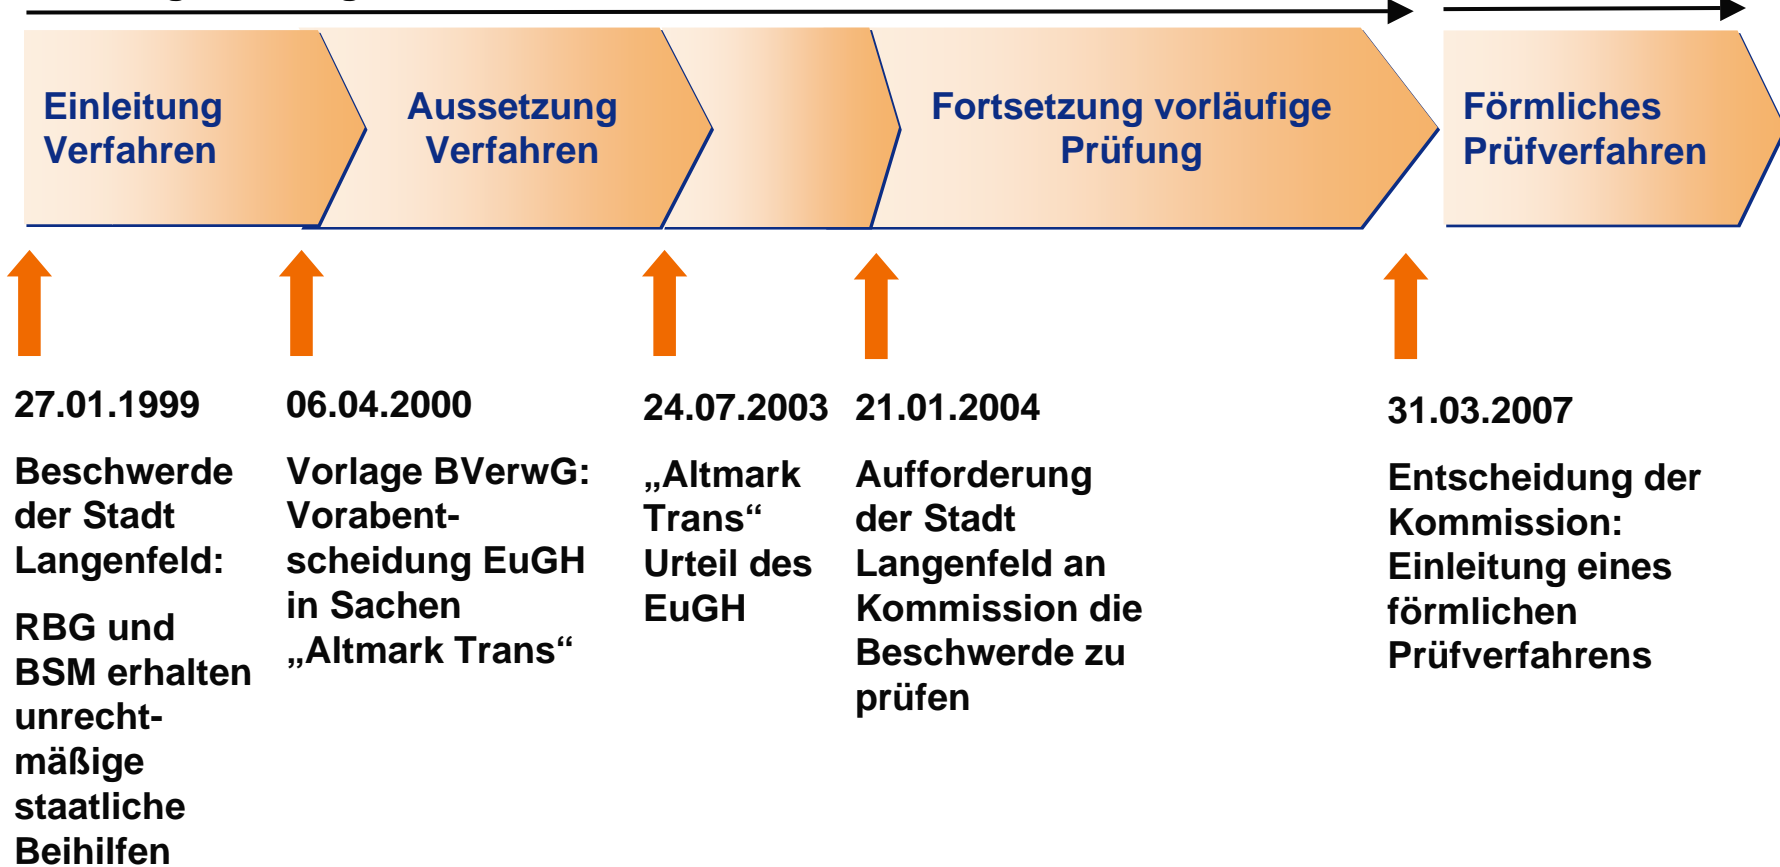 Einleitung
Verfahren
Aussetzung
Verfahren
Fortsetzung vorläufige
Prüfung
Förmliches
Prüfverfahren
27.01.1999
Beschwerde
der Stadt
Langenfeld:
RBG und
BSM erhalten
unrecht-
mäßige
staatliche
Beihilfen
06.04.2000
Vorlage BVerwG:
Vorabent-
scheidung EuGH
in Sachen
„Altmark Trans“
24.07.2003
„Altmark
Trans“
Urteil des
EuGH
21.01.2004
Aufforderung
der Stadt
Langenfeld an
Kommission die
Beschwerde zu
prüfen
31.03.2007
Entscheidung der
Kommission:
Einleitung eines
förmlichen
Prüfverfahrens